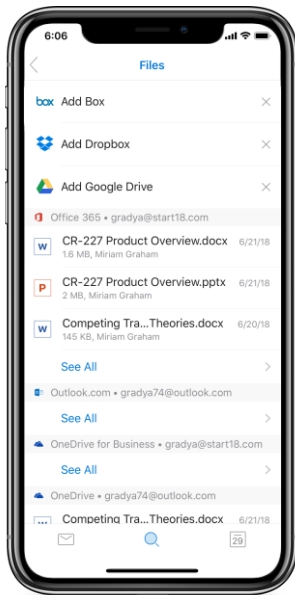 6:06
Files
box Add Box
Add Dropbox
Add Google Drive
Office 365 • gradya@start18.com
W CR-227 Product Overview.docx 6/21/18
1.6 MB, Miriam Graham
P CR-227 Product Overview.pptx 6/21/18
2 MB, Miriam Graham
W Competing Tra...Theories.docx 6/20/18
145 KB, Miriam Graham
See All
Outlook.com • gradya74@outlook.com
See All
OneDrive for Business • gradya@start18.com
See All
OneDrive • gradya74@outlook.com
Competing Tra...Theories.docx 6/21/18
29